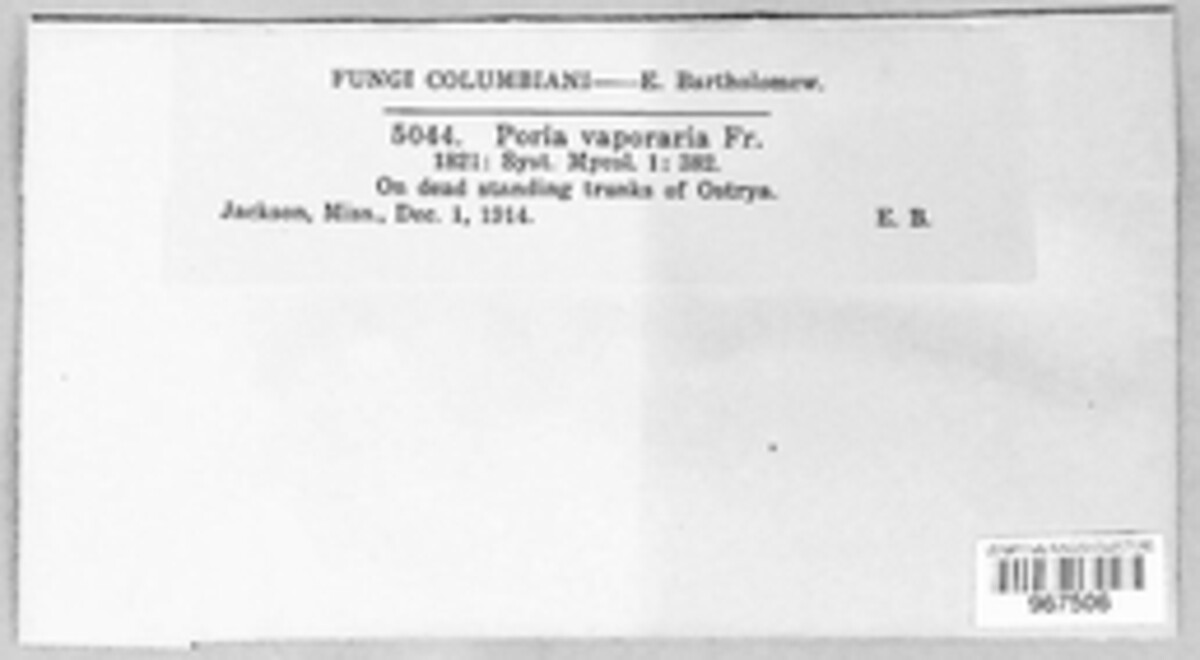 FUNGI COLUMBIANI—E. Bartholomew.
5044. Poria vaporaria Fr.
1821: Syst. Mycol. 1: 382.
On dead standing trunks of Ostrya.
Jackson, Miss., Dec. 1, 1914.
E. B.
967506